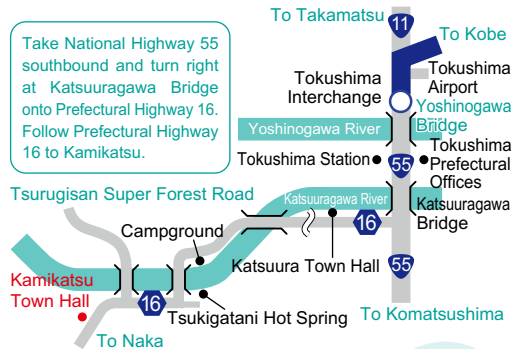 To Takamatsu
11
To Kobe
Take National Highway 55
southbound and turn right
at Katsuuragawa Bridge
onto Prefectural Highway 16.
Follow Prefectural Highway
16 to Kamikatsu.
Tokushima
Interchange
Tokushima
Airport
Yoshinogawa
Bridge
Yoshinogawa River
Tokushima Station
55
Tokushima
Prefectural
Offices
Tsurugisan Super Forest Road
Katsuuragawa River
Katsuuragawa
Bridge
16
Campground
Katsuura Town Hall
55
Kamikatsu
Town Hall
16
Tsukigatani Hot Spring
To Komatsushima
To Naka